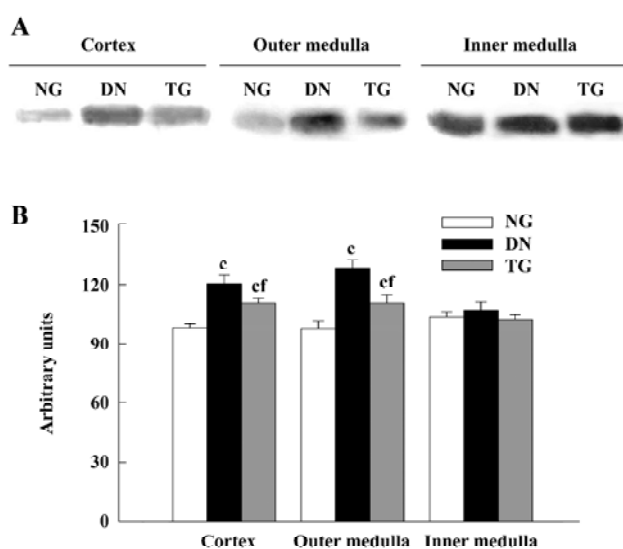 A
Cortex Outer medulla Inner medulla
NG DN TG NG DN TG NG DN TG
B
150
120
90
60
30
0
Arbitrary units
NG
DN
TG
c
cf
c
cf
Cortex Outer medulla Inner medulla